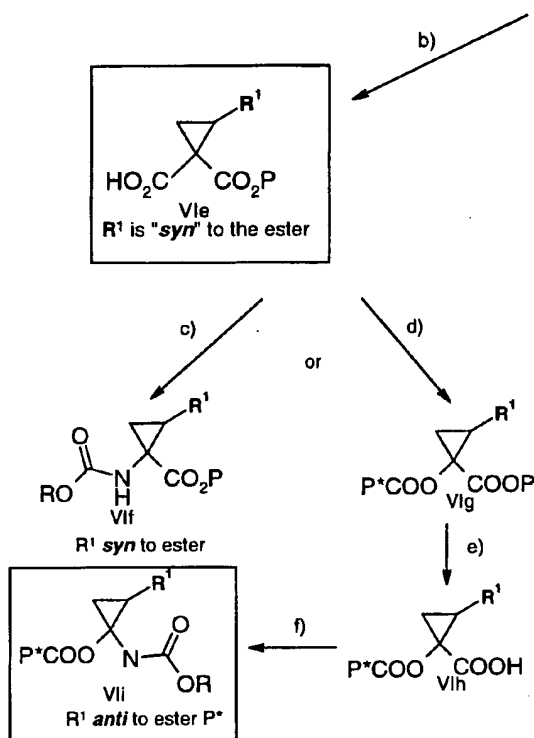 b)
R¹
HO₂C CO₂P
VIe
R¹ is "syn" to the ester
c)
d)
or
R¹
O
N
H
CO₂P
RO
VIf
R¹ syn to ester
R¹
P*COO COOP
VIg
e)
R¹
P*COO N
O
OR
VIi
R¹ anti to ester P*
f)
R¹
P*COO COOH
VIh